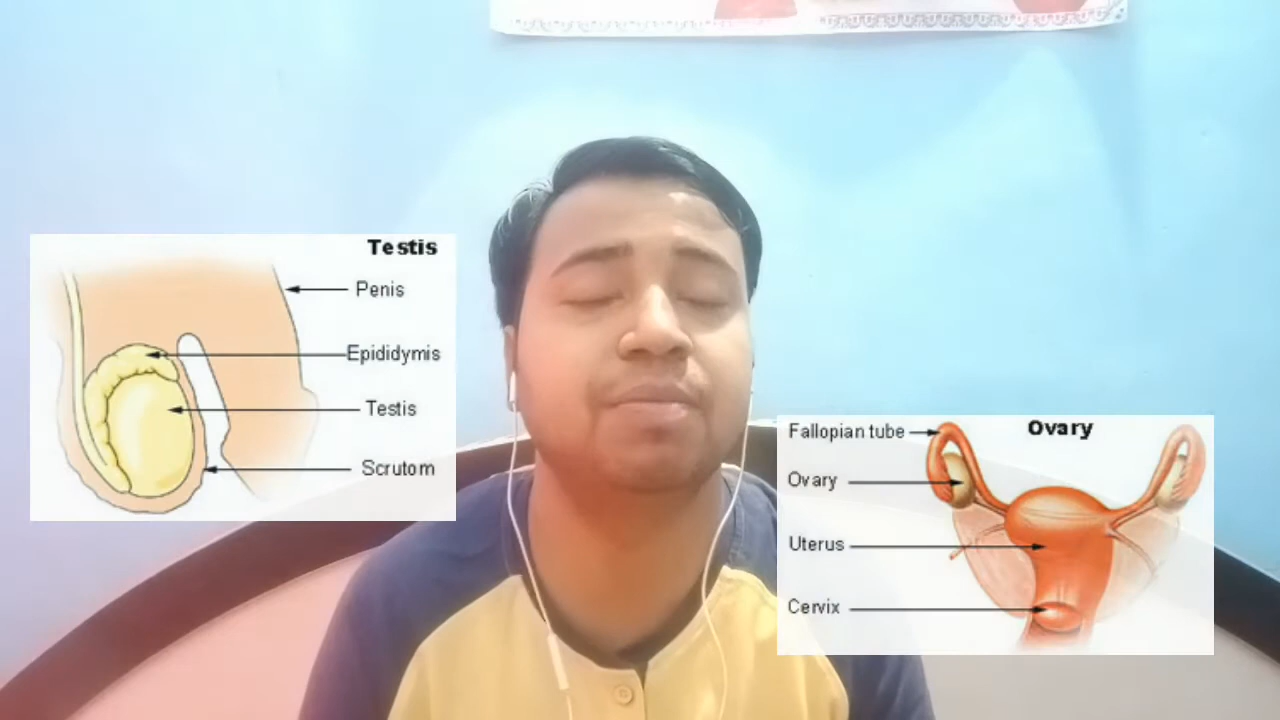 Testis
Penis
Epididymis
Testis
Scrutom
Ovary
Fallopian tube
Ovary
Uterus
Cervix